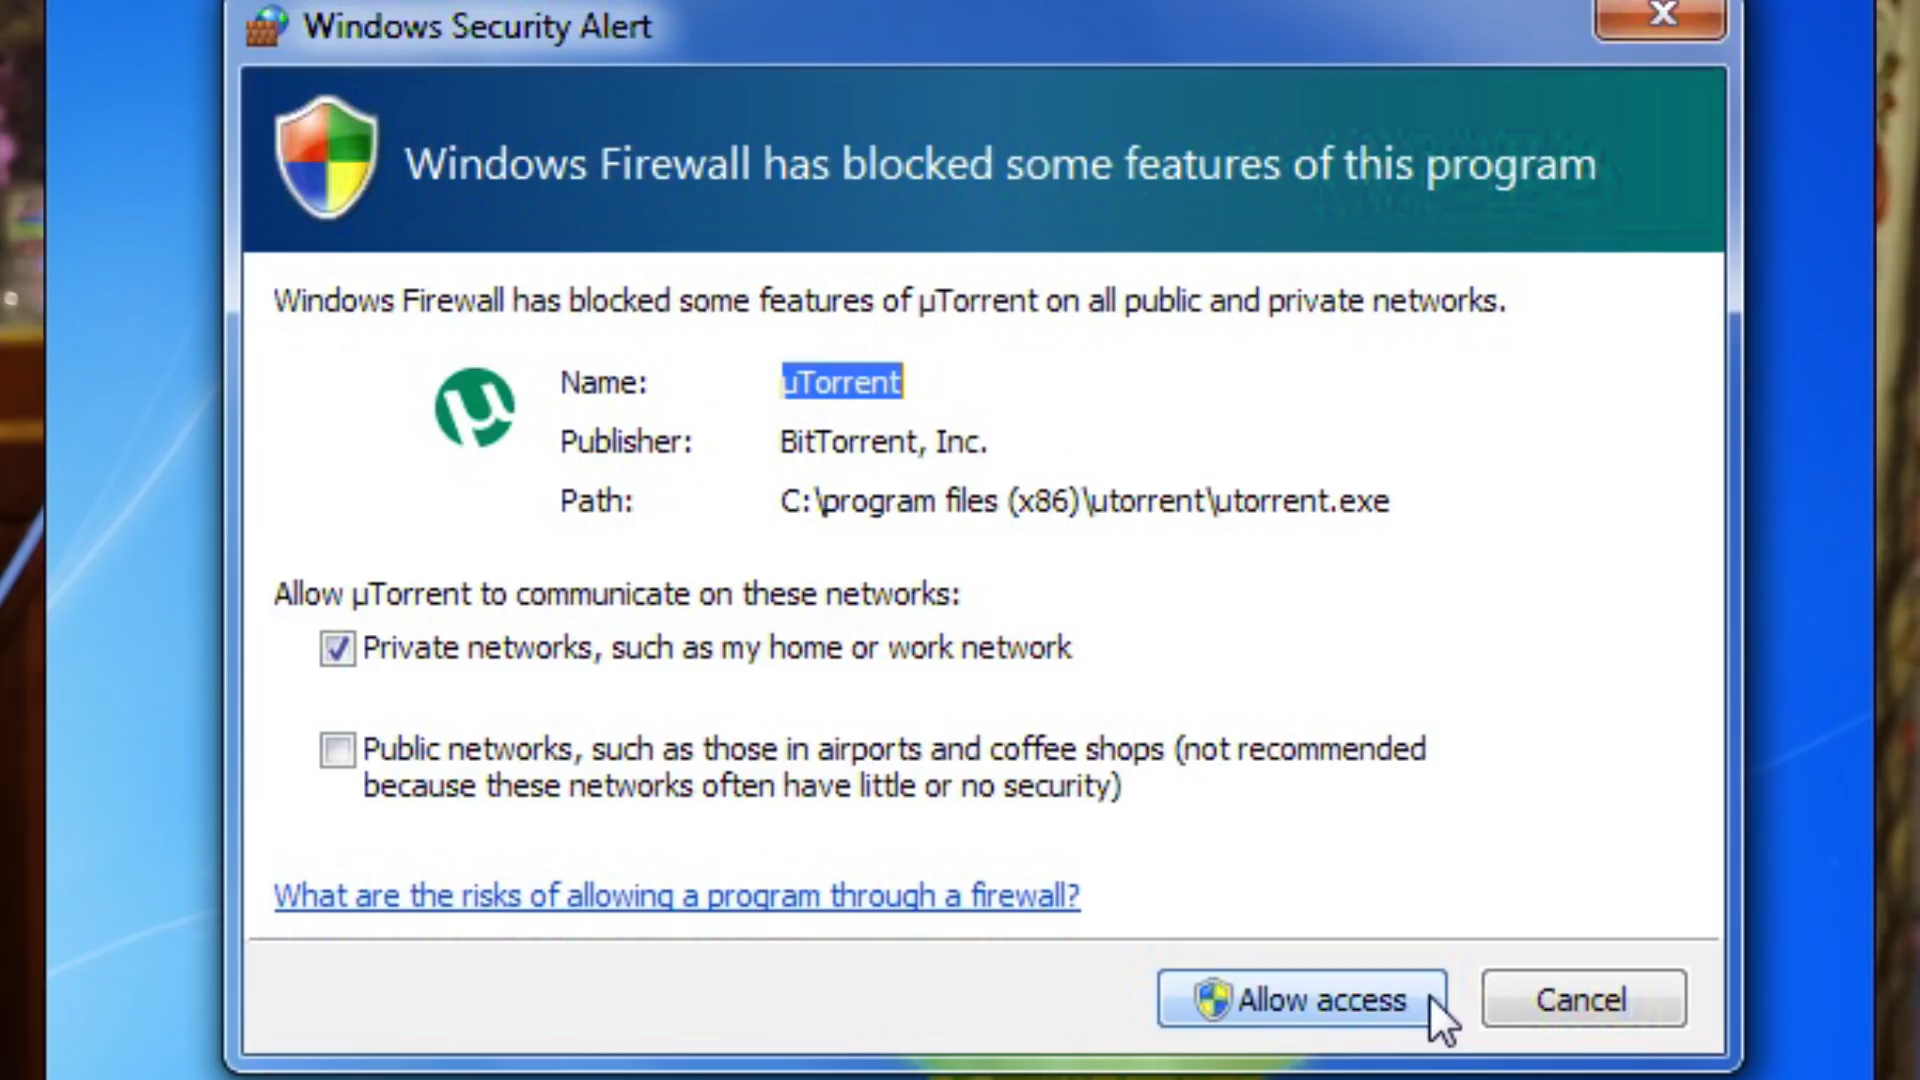 Windows Security Alert
Windows Firewall has blocked some features of this program
Windows Firewall has blocked some features of µTorrent on all public and private networks.
Name: µTorrent
Publisher: BitTorrent, Inc.
Path: C:\program files (x86)\utorrent\utorrent.exe
Allow µTorrent to communicate on these networks:
Private networks, such as my home or work network
Public networks, such as those in airports and coffee shops (not recommended
because these networks often have little or no security)
What are the risks of allowing a program through a firewall?
Allow access Cancel